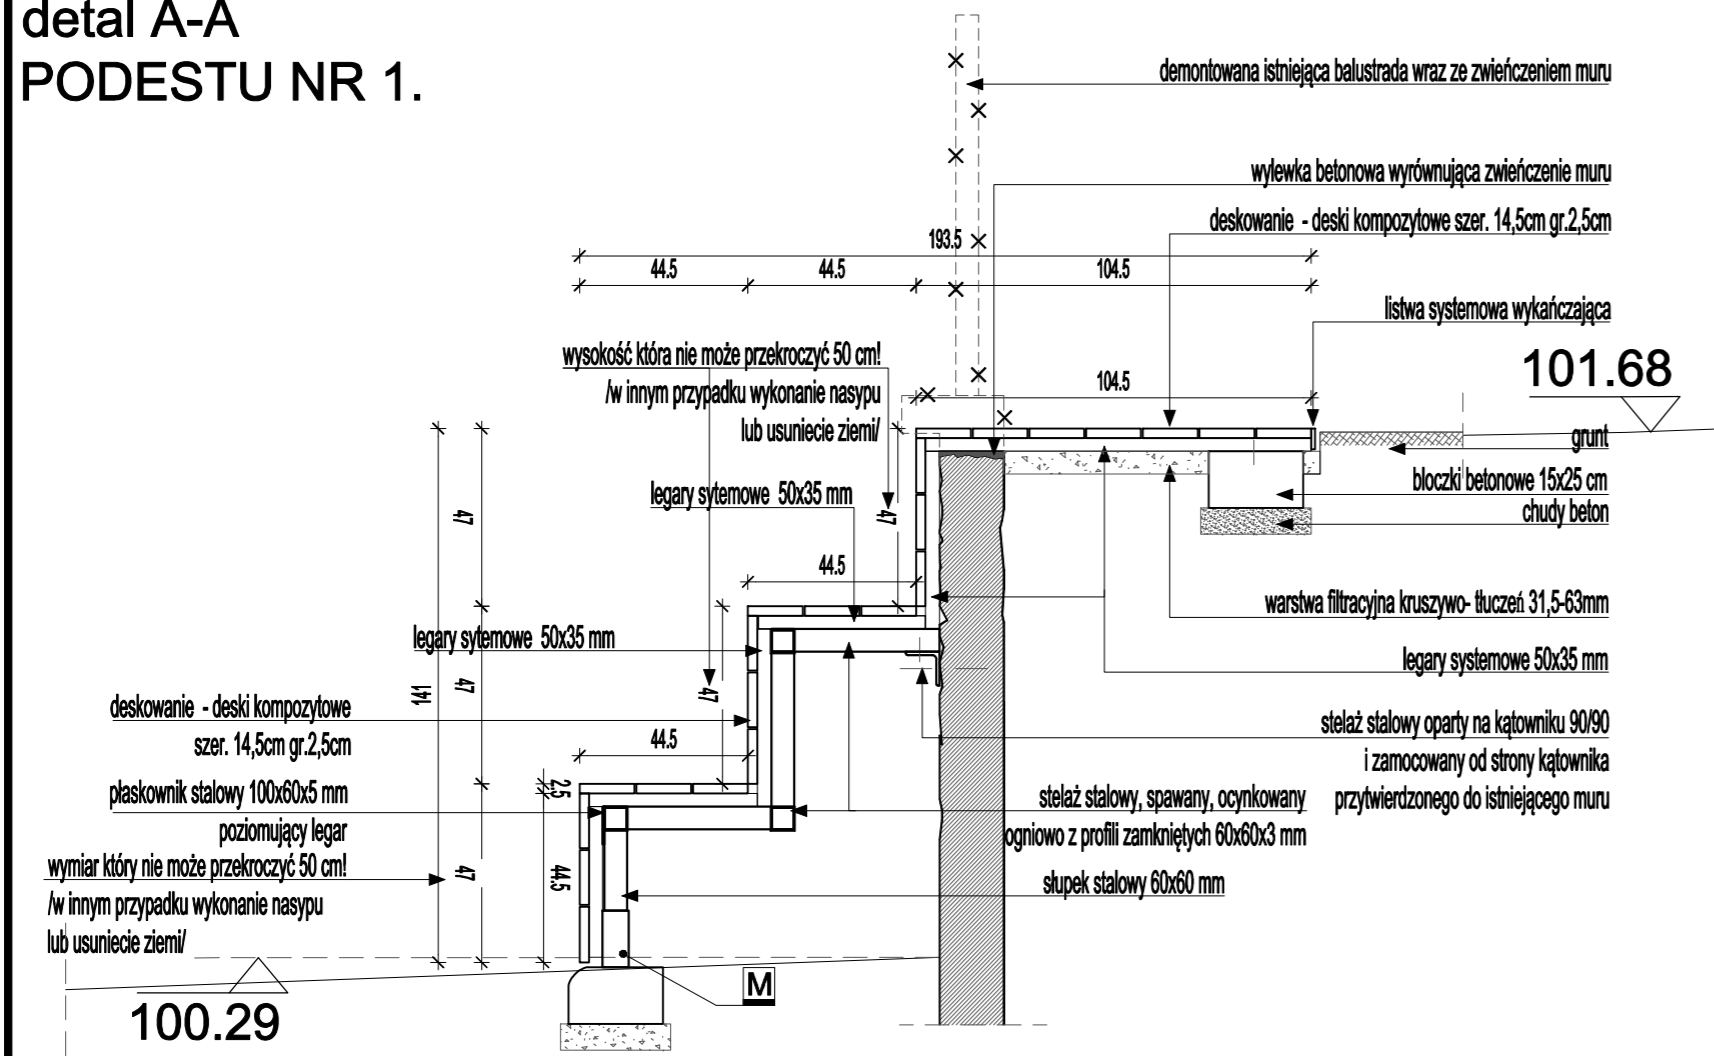 detal A-A
PODESTU NR 1.
demontowana istniejąca balustrada wraz ze zwieńczeniem muru
wylewka betonowa wyrównująca zwieńczenie muru
deskowanie - deski kompozytowe szer. 14,5cm gr.2,5cm
193.5
44.5
44.5
104.5
listwa systemowa wykańczająca
wysokość która nie może przekroczyć 50 cm!
/w innym przypadku wykonanie nasypu
lub usuniecie ziemi/
104.5
101.68
grunt
bloczki betonowe 15x25 cm
chudy beton
legary sytemowe 50x35 mm
47
47
44.5
warstwa filtracyjna kruszywo- tłuczeń 31,5-63mm
legary sytemowe 50x35 mm
legary systemowe 50x35 mm
141
47
47
deskowanie - deski kompozytowe
szer. 14,5cm gr.2,5cm
44.5
stelaż stalowy oparty na kątowniku 90/90
i zamocowany od strony kątownika
przytwierdzonego do istniejącego muru
płaskownik stalowy 100x60x5 mm
poziomujący legar
2.5
stelaż stalowy, spawany, ocynkowany
ogniowo z profili zamkniętych 60x60x3 mm
wymiar który nie może przekroczyć 50 cm!
/w innym przypadku wykonanie nasypu
lub usuniecie ziemi/
47
44.5
słupek stalowy 60x60 mm
M
100.29